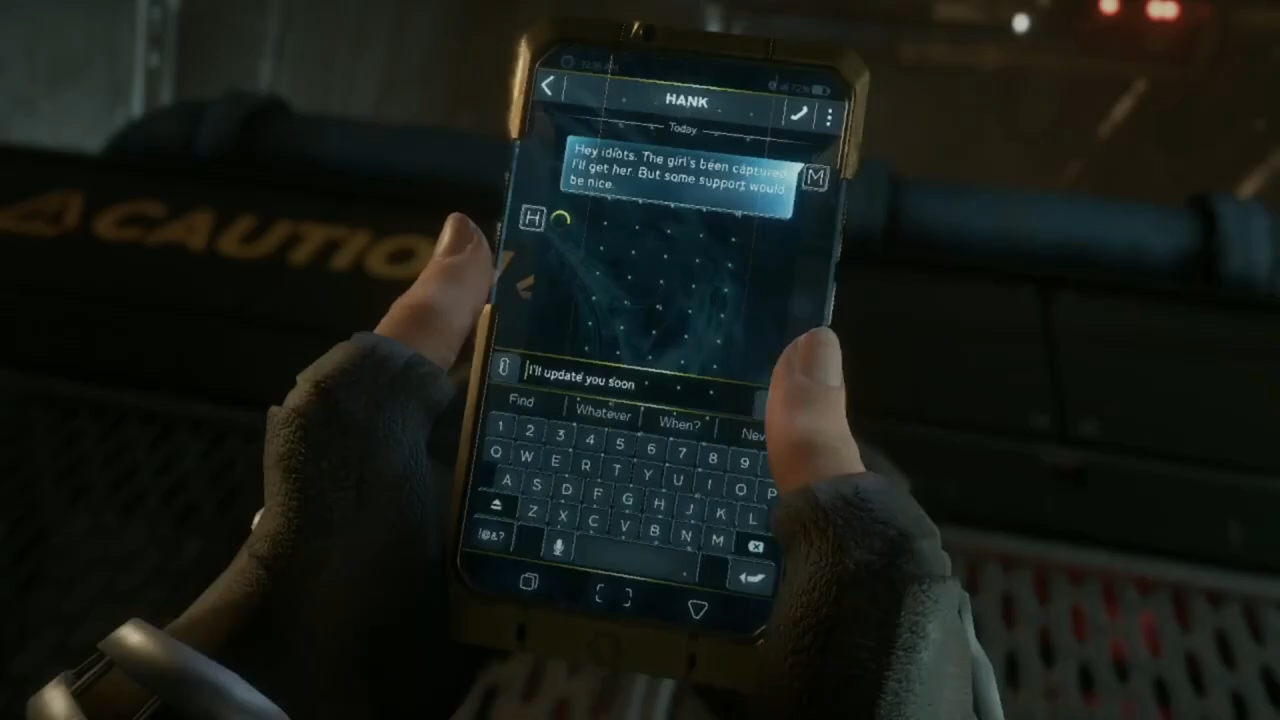 HANK
Today
Hey idiots. The girl's been captured.
I'll get her. But some support would
be nice.
M
H
CAUTIO
I'll update you soon
Find Whatever When?
1 2 3 4 5 6 7 8 9
Q W E R T Y U I O P
A S D F G H J K L
Z X C V B N M
!@&?